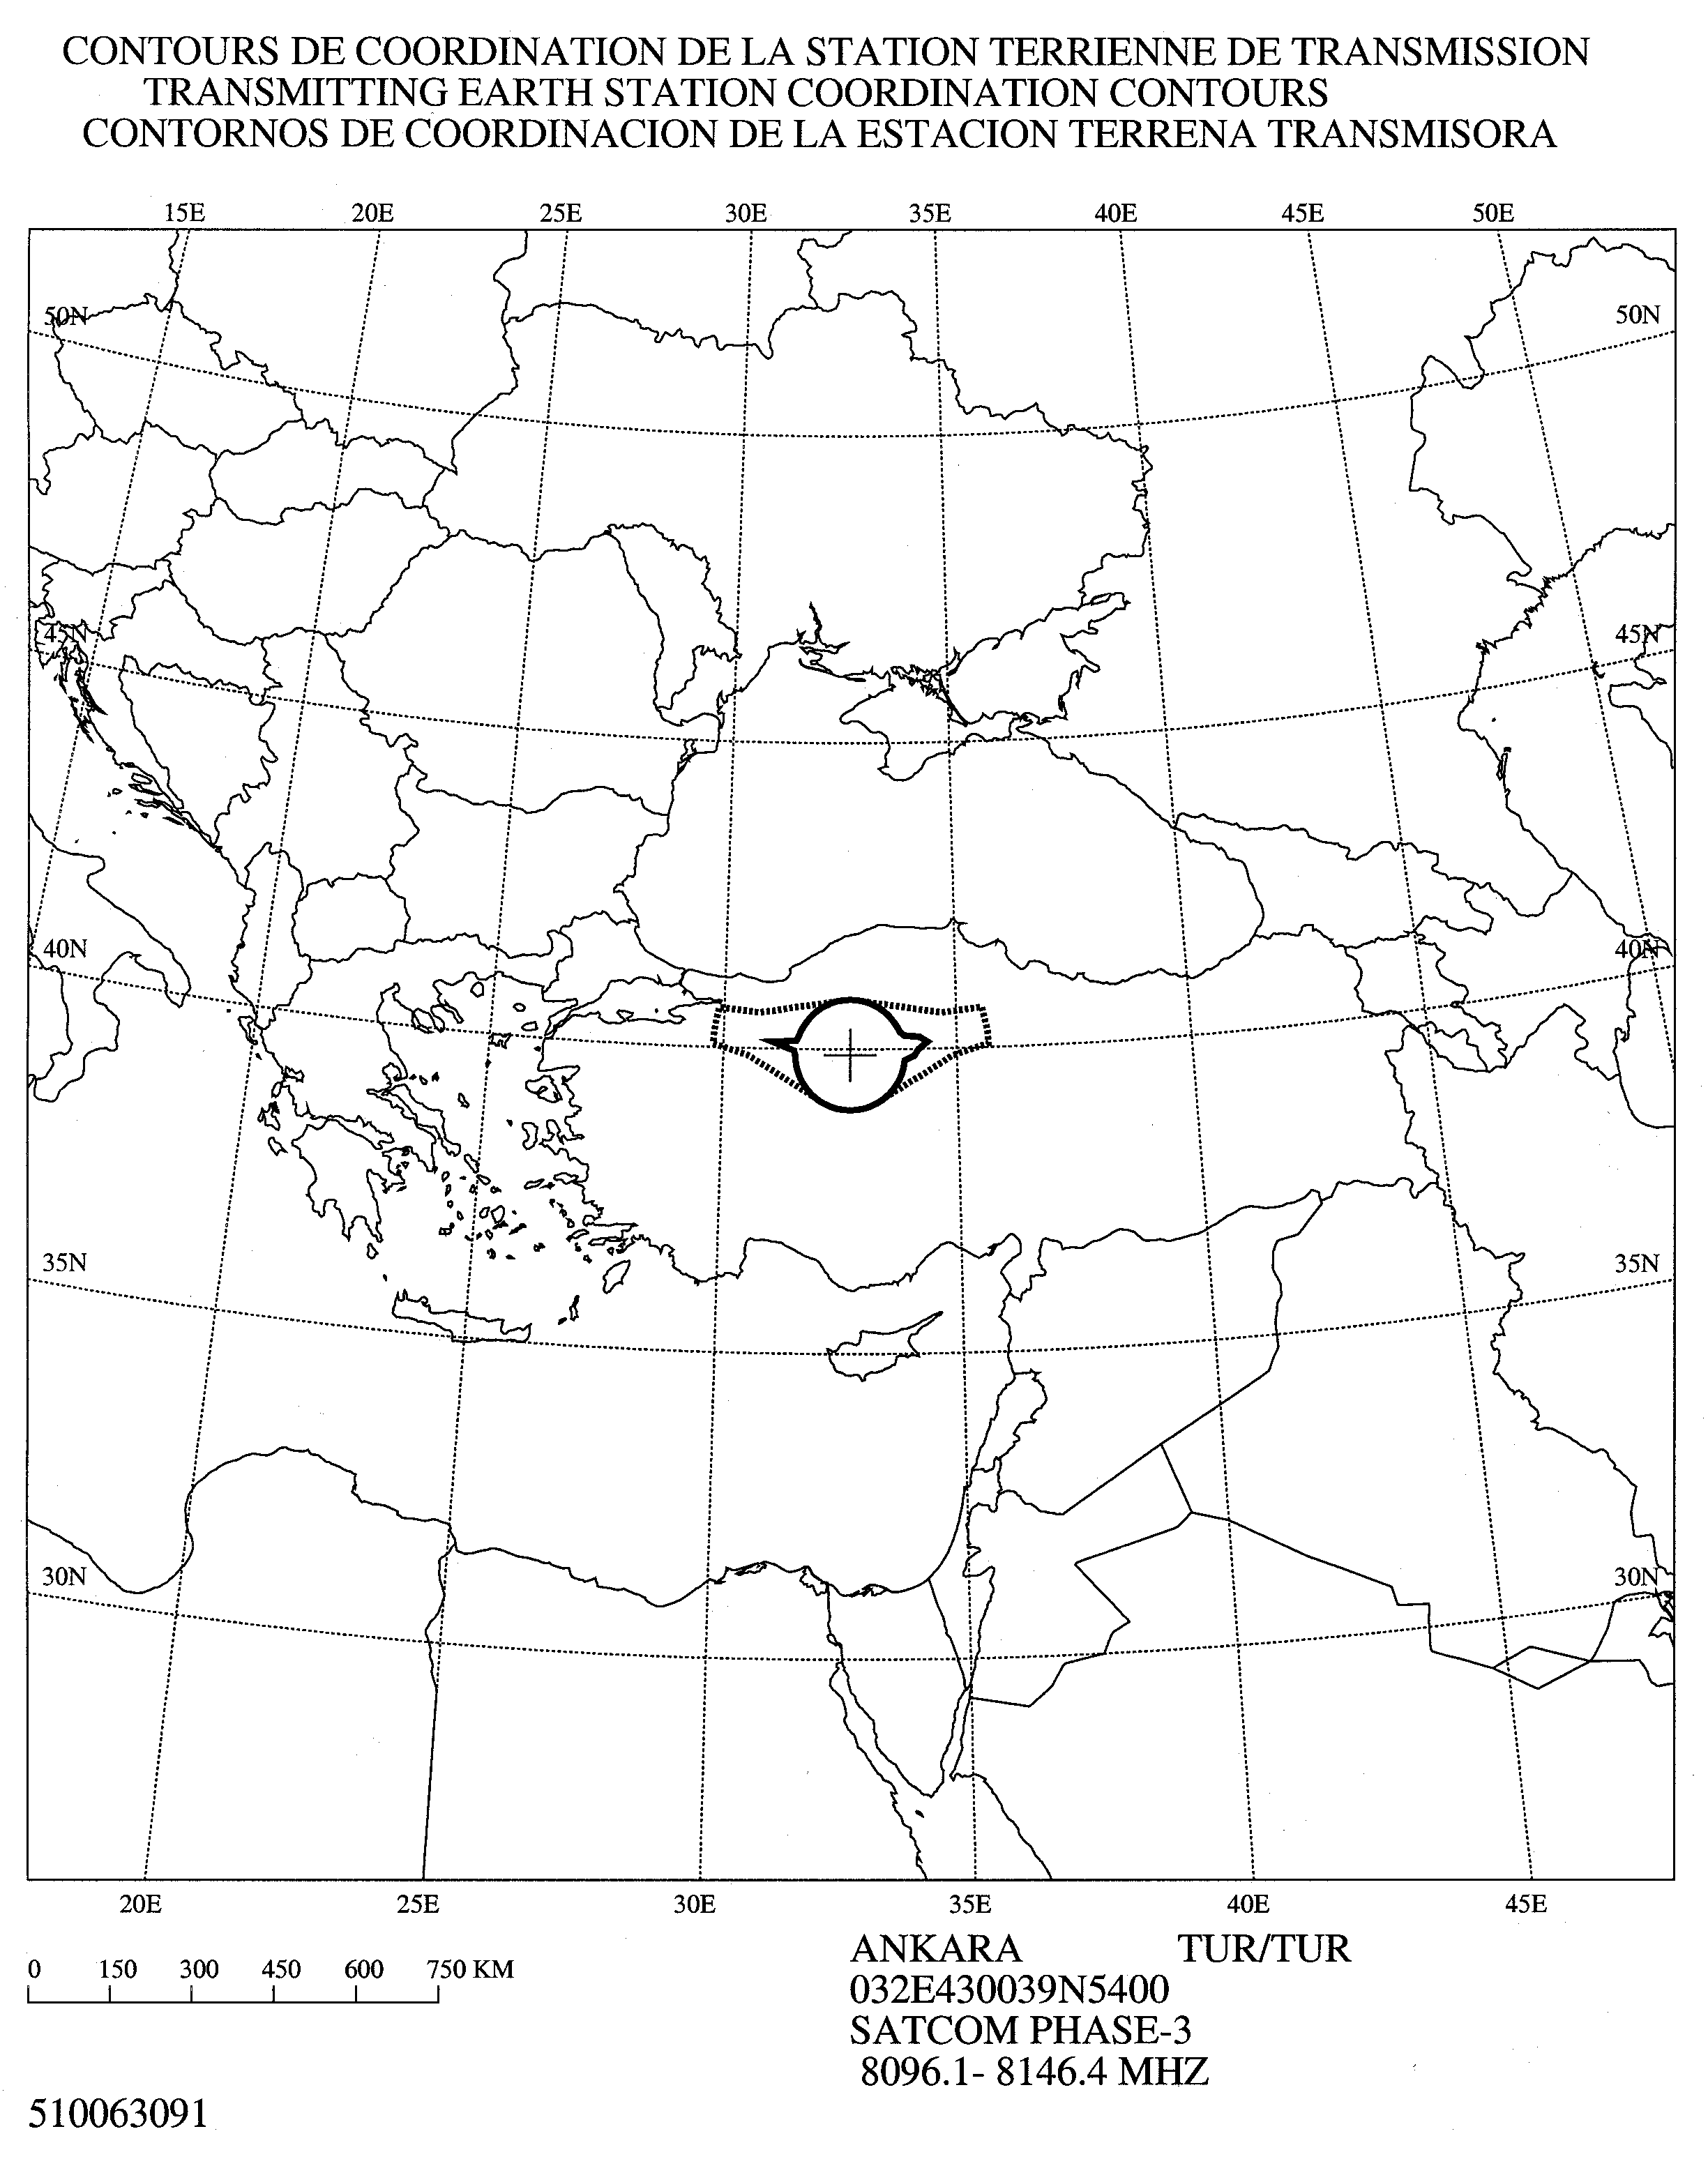 CONTOURS DE COORDINATION DE LA STATION TERRIENNE DE TRANSMISSION
TRANSMITTING EARTH STATION COORDINATION CONTOURS
CONTORNOS DE COORDINACION DE LA ESTACION TERRENA TRANSMISORA
15E 20E 25E 30E 35E 40E 45E 50E
50N 50N
45N 45N
40N 40N
35N 35N
30N 30N
20E 25E 30E 35E 40E 45E
0 150 300 450 600 750 KM
ANKARA TUR/TUR
032E430039N5400
SATCOM PHASE-3
8096.1- 8146.4 MHZ
510063091